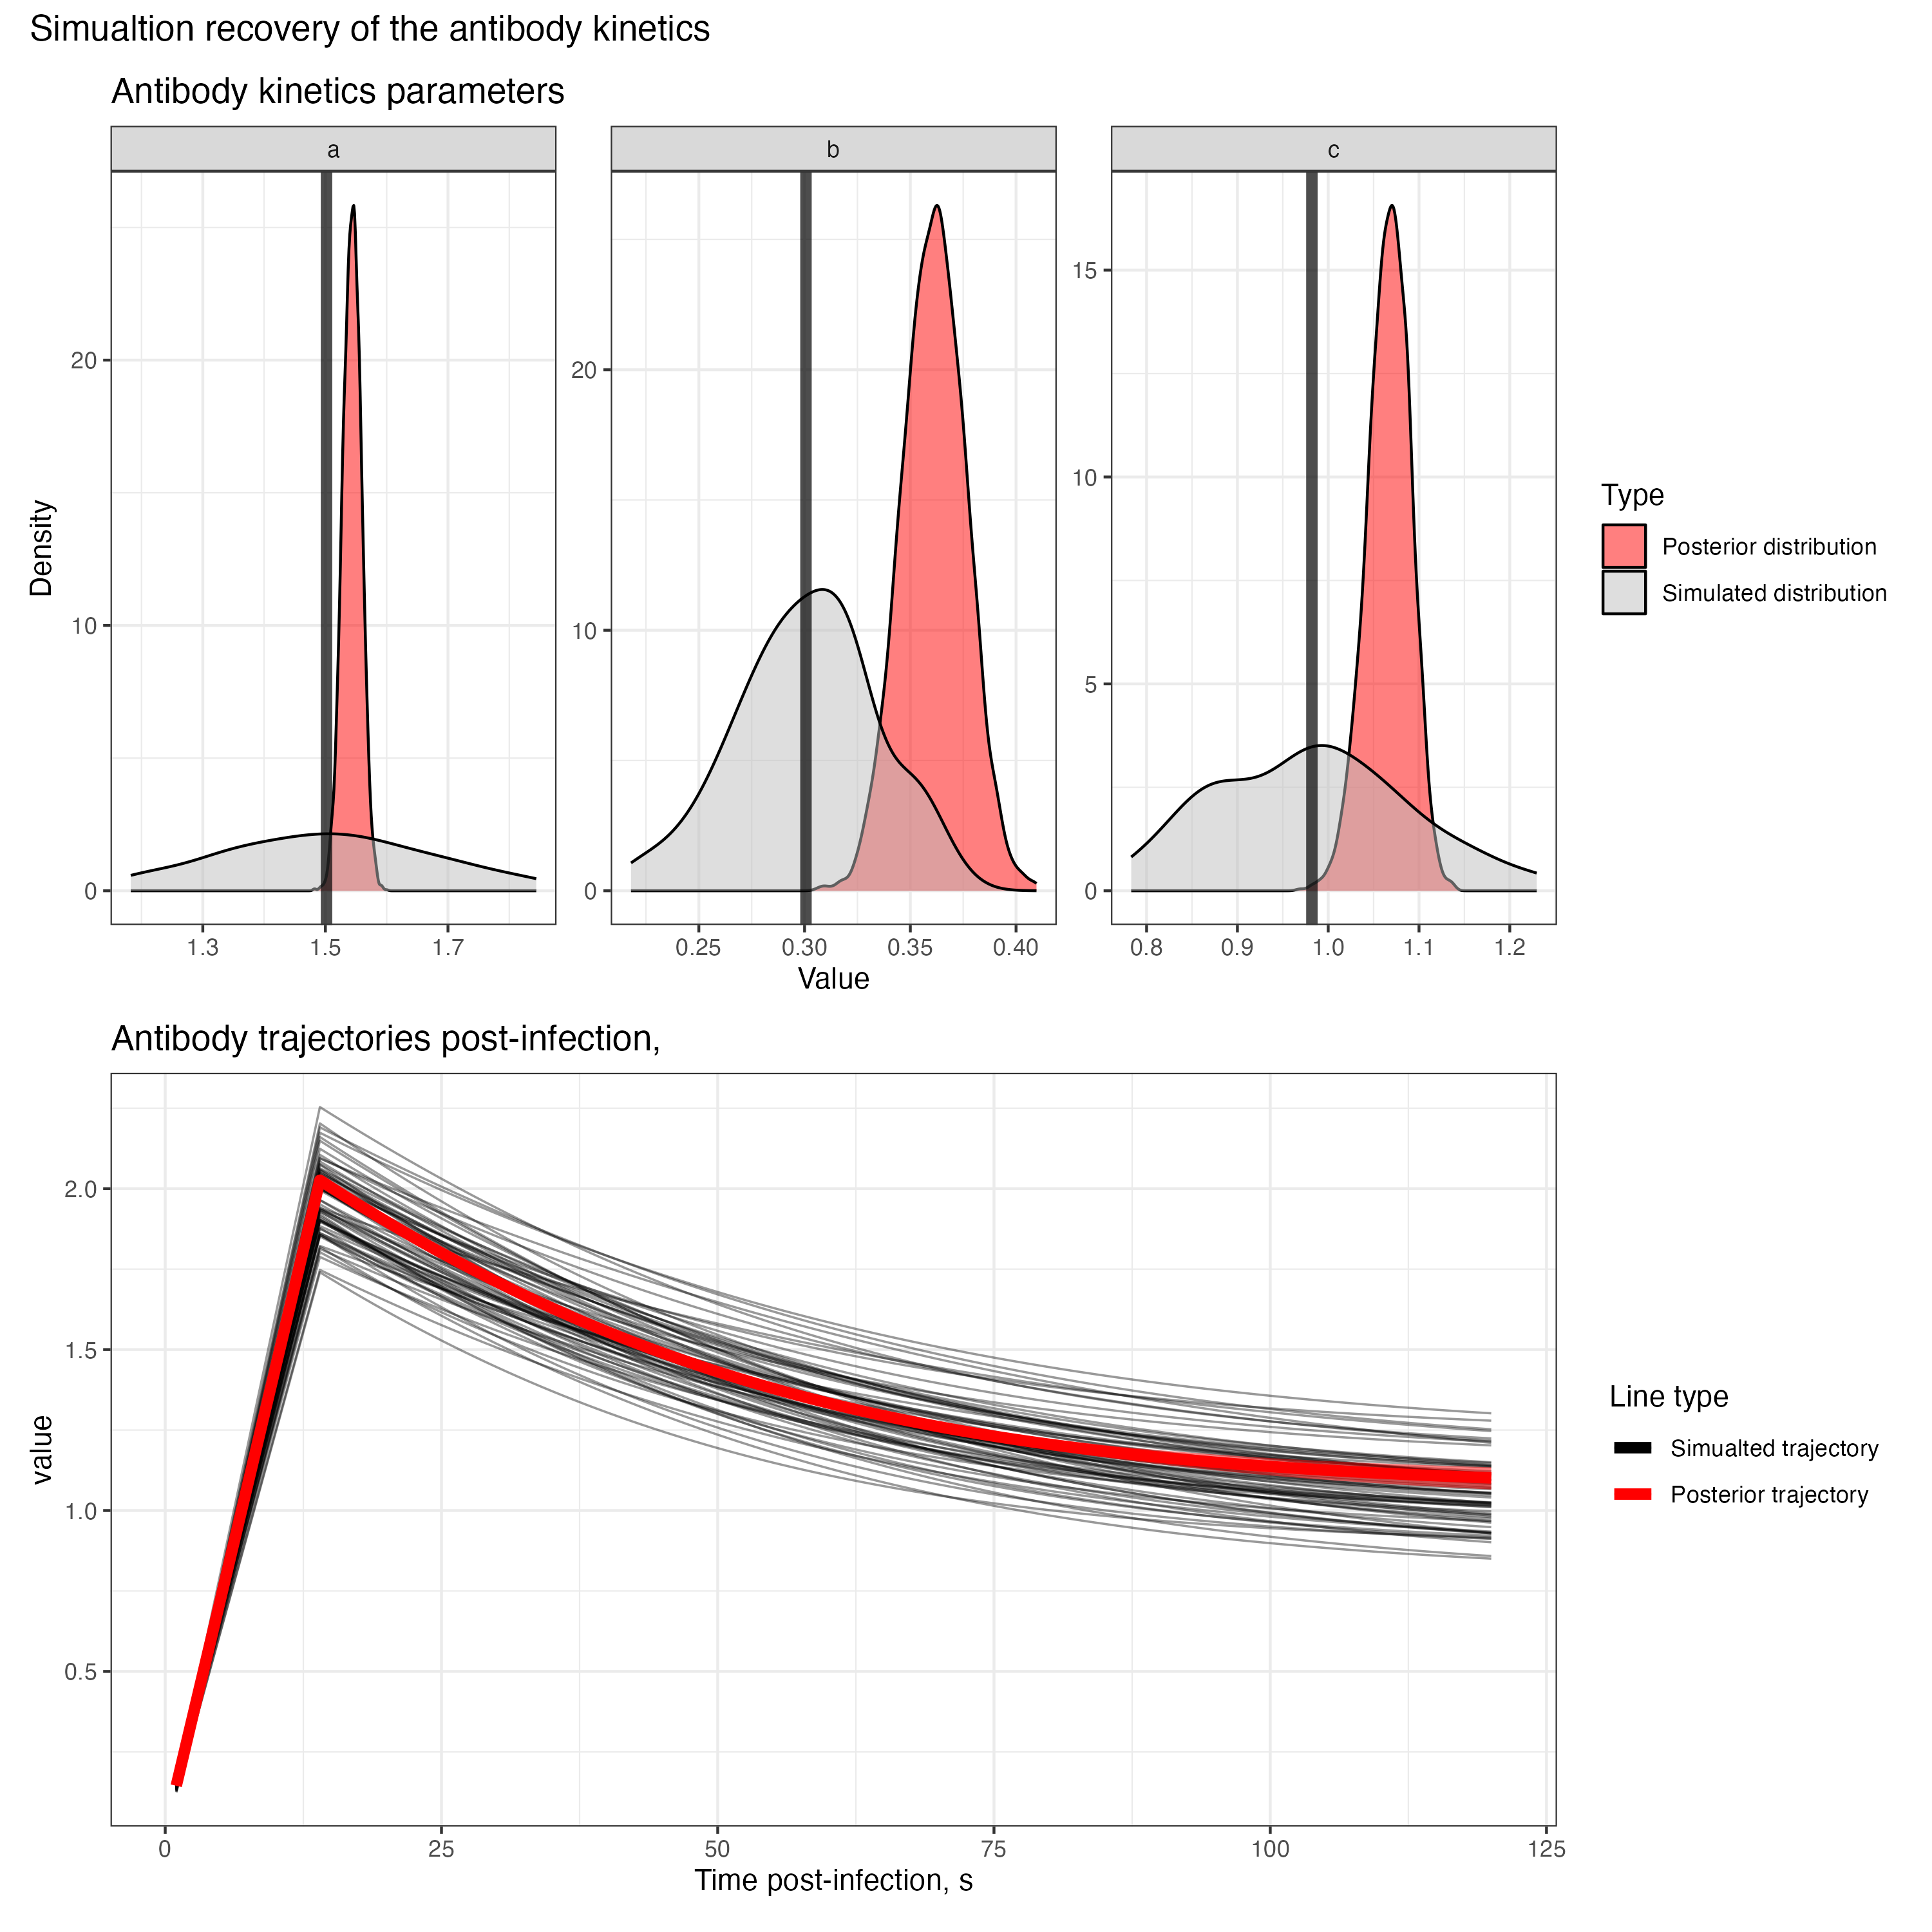 Simualtion recovery of the antibody kinetics
Antibody kinetics parameters
a
b
c
Density
20
10
0
20
10
0
15
10
5
0
1.3
1.5
1.7
0.25
0.30
0.35
0.40
0.8
0.9
1.0
1.1
1.2
Value
Type
Posterior distribution
Simulated distribution
Antibody trajectories post-infection,
value
2.0
1.5
1.0
0.5
0
25
50
75
100
125
Time post-infection, s
Line type
Simualted trajectory
Posterior trajectory